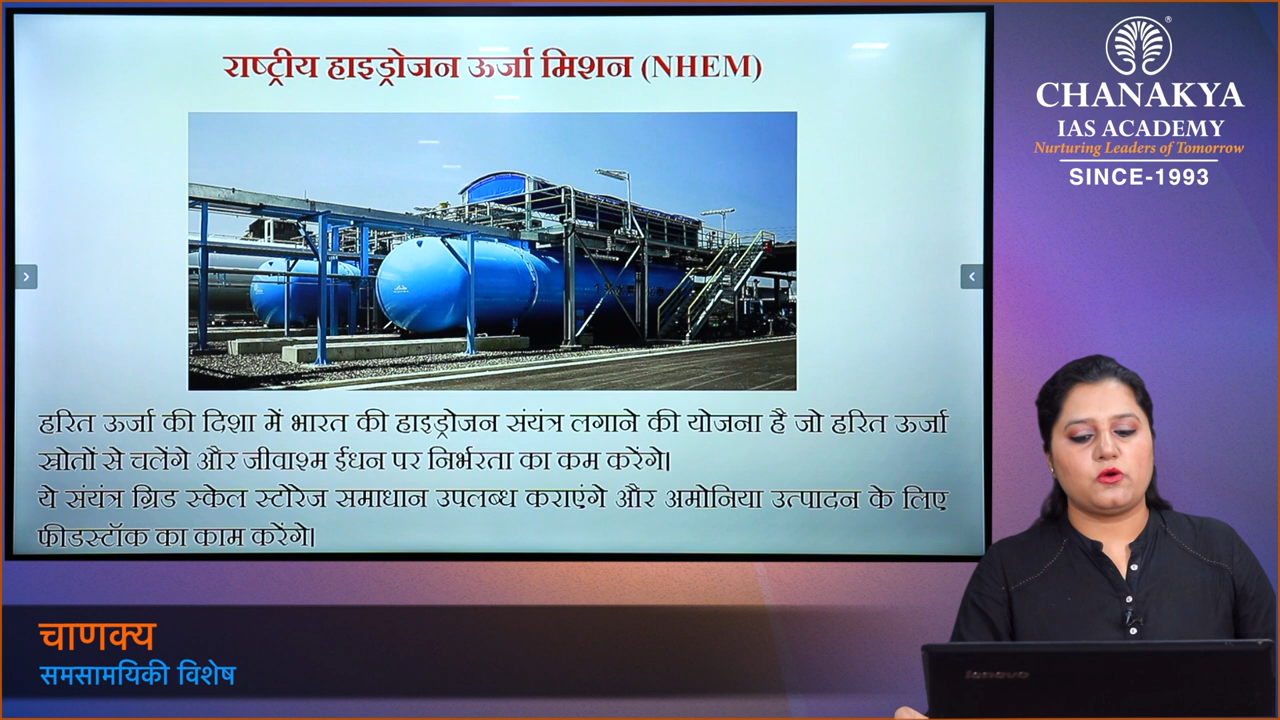 राष्ट्रीय हाइड्रोजन ऊर्जा मिशन (NHEM)
हरित ऊर्जा की दिशा में भारत की हाइड्रोजन संयंत्र लगाने की योजना है जो हरित ऊर्जा
स्रोतों से चलेंगे और जीवाश्म ईंधन पर निर्भरता का कम करेंगे।
ये संयंत्र ग्रिड स्केल स्टोरेज समाधान उपलब्ध कराएंगे और अमोनिया उत्पादन के लिए
फीडस्टॉक का काम करेंगे।
®
CHANAKYA
IAS ACADEMY
Nurturing Leaders of Tomorrow
SINCE-1993
चाणक्य
समसामयिकी विशेष
lenovo